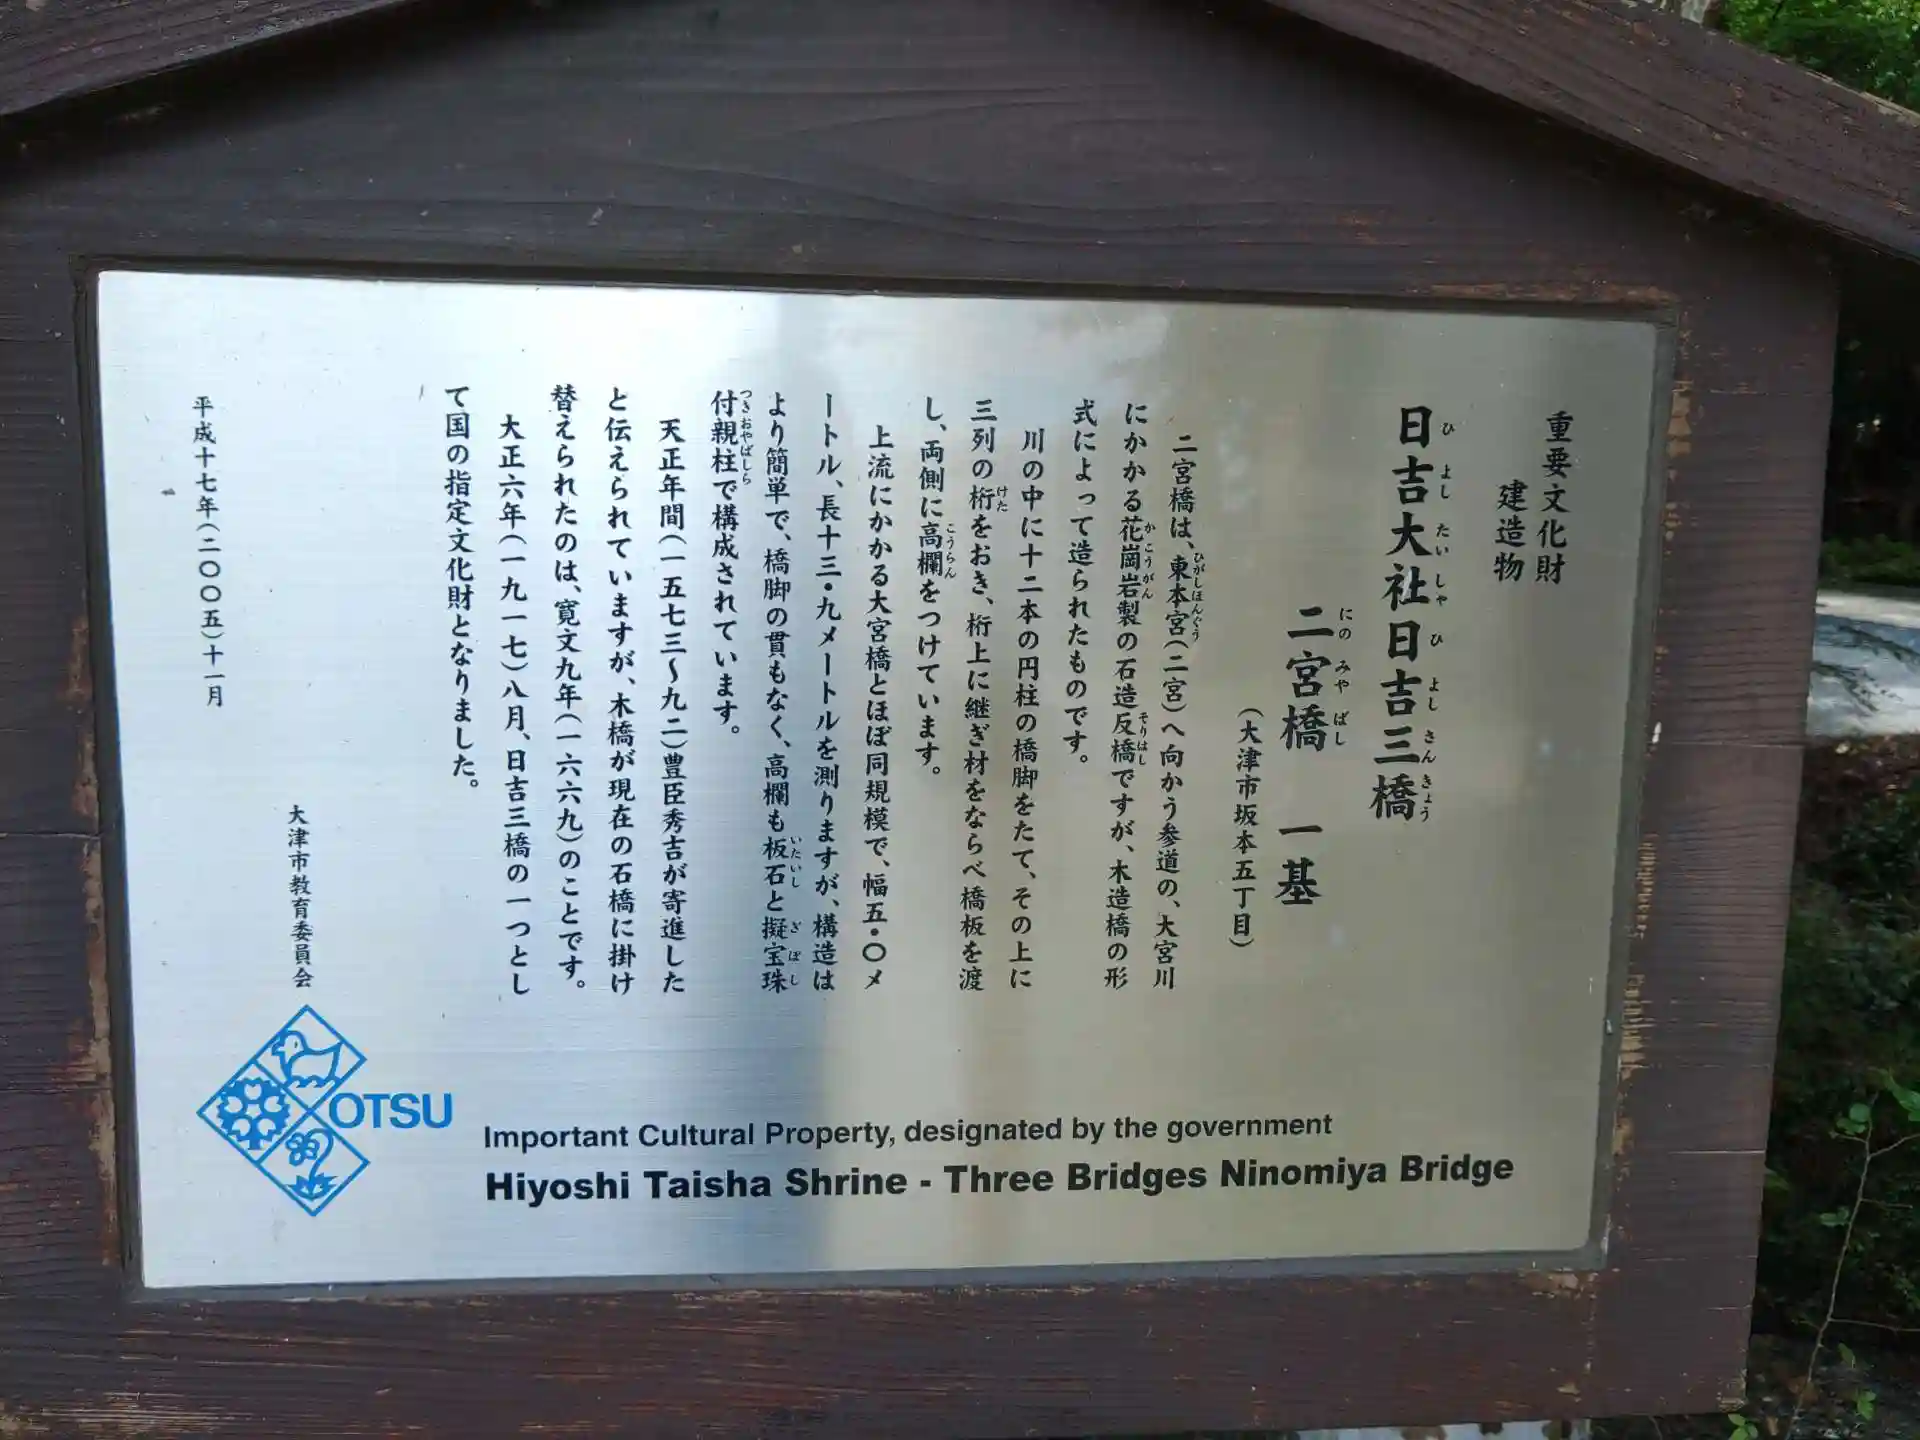 重要文化財
建造物
日吉大社日吉三橋
二宮橋 一基
（大津市坂本五丁目）
二宮橋は、東本宮（二宮）へ向かう参道の、大宮川
にかかる花崗岩製の石造反橋ですが、木造橋の形
式によって造られたものです。
川の中に十二本の円柱の橋脚をたて、その上に
三列の桁をおき、桁上に継ぎ材をならべ橋板を渡
し、両側に高欄をつけています。
上流にかかる大宮橋とほぼ同規模で、幅五・〇メ
ートル、長十三・九メートルを測りますが、構造は
より簡単で、橋脚の貫もなく、高欄も板石と擬宝珠
付親柱で構成されています。
天正年間（一五七三〜九二）豊臣秀吉が寄進した
と伝えられていますが、木橋が現在の石橋に掛け
替えられたのは、寛文九年（一六六九）のことです。
大正六年（一九一七）八月、日吉三橋の一つとし
て国の指定文化財となりました。
大津市教育委員会
平成十七年（二〇〇五）十一月
OTSU
Important Cultural Property, designated by the government
Hiyoshi Taisha Shrine - Three Bridges Ninomiya Bridge